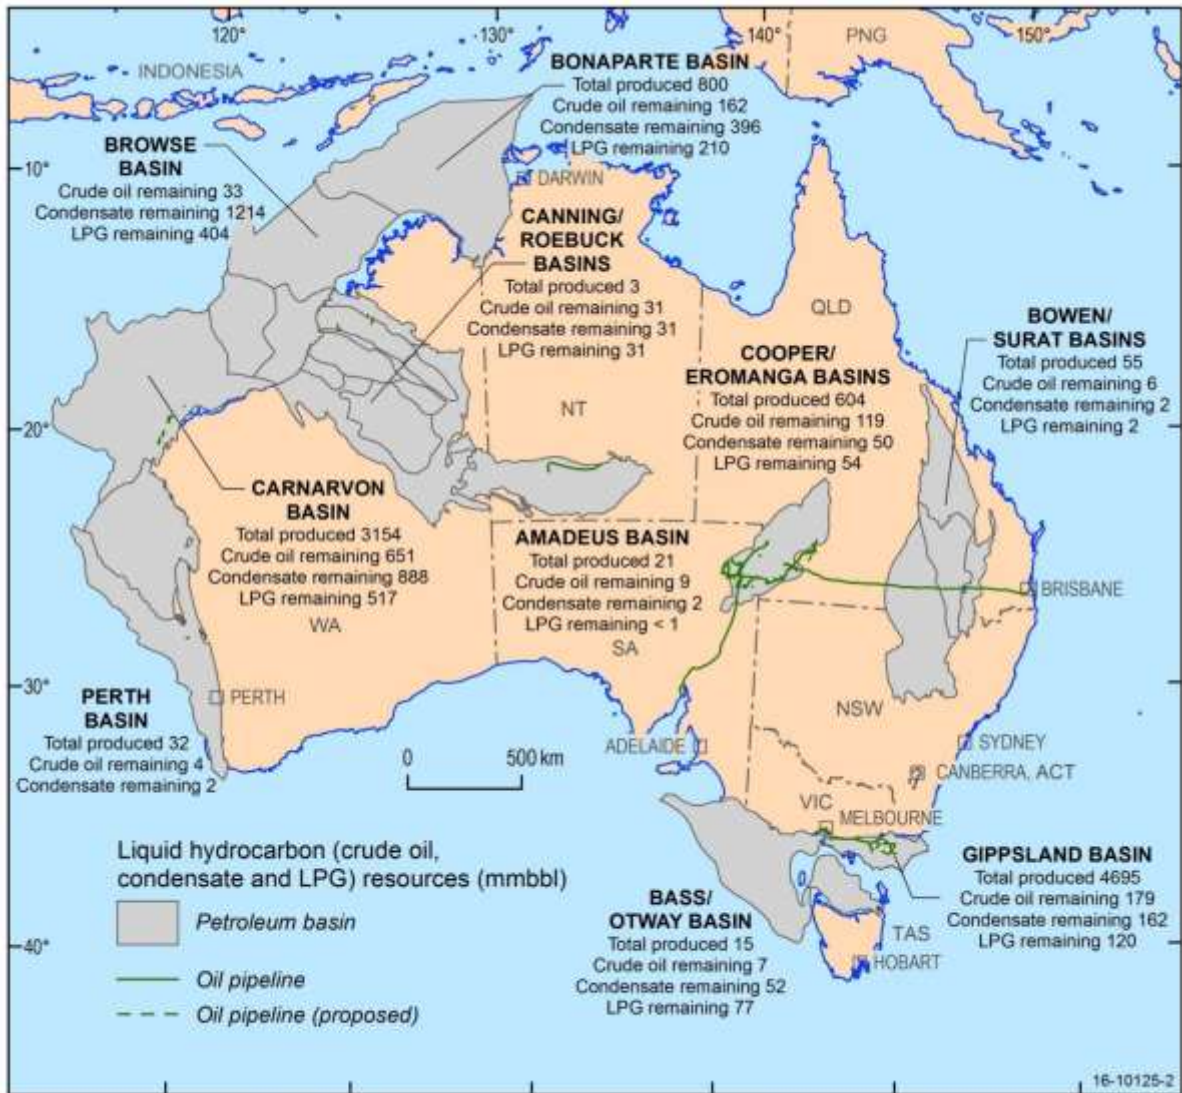 120°
130°
140°
150°
PNG
INDONESIA
BONAPARTE BASIN
Total produced 800
Crude oil remaining 162
Condensate remaining 396
LPG remaining 210
BROWSE
BASIN
Crude oil remaining 33
Condensate remaining 1214
LPG remaining 404
10°
DARWIN
CANNING/
ROEBUCK
BASINS
Total produced 3
Crude oil remaining 31
Condensate remaining 31
LPG remaining 31
QLD
BOWEN/
SURAT BASINS
Total produced 55
Crude oil remaining 6
Condensate remaining 2
LPG remaining 2
COOPER/
EROMANGA BASINS
Total produced 604
Crude oil remaining 119
Condensate remaining 50
LPG remaining 54
NT
20°
CARNARVON
BASIN
Total produced 3154
Crude oil remaining 651
Condensate remaining 888
LPG remaining 517
WA
AMADEUS BASIN
Total produced 21
Crude oil remaining 9
Condensate remaining 2
LPG remaining < 1
SA
BRISBANE
30°
PERTH
PERTH
BASIN
Total produced 32
Crude oil remaining 4
Condensate remaining 2
NSW
0
500 km
ADELAIDE
SYDNEY
CANBERRA, ACT
VIC
MELBOURNE
Liquid hydrocarbon (crude oil,
condensate and LPG) resources (mmbbl)
Petroleum basin
Oil pipeline
Oil pipeline (proposed)
GIPPSLAND BASIN
Total produced 4695
Crude oil remaining 179
Condensate remaining 162
LPG remaining 120
BASS/
OTWAY BASIN
Total produced 15
Crude oil remaining 7
Condensate remaining 52
LPG remaining 77
TAS
HOBART
40°
16-10125-2